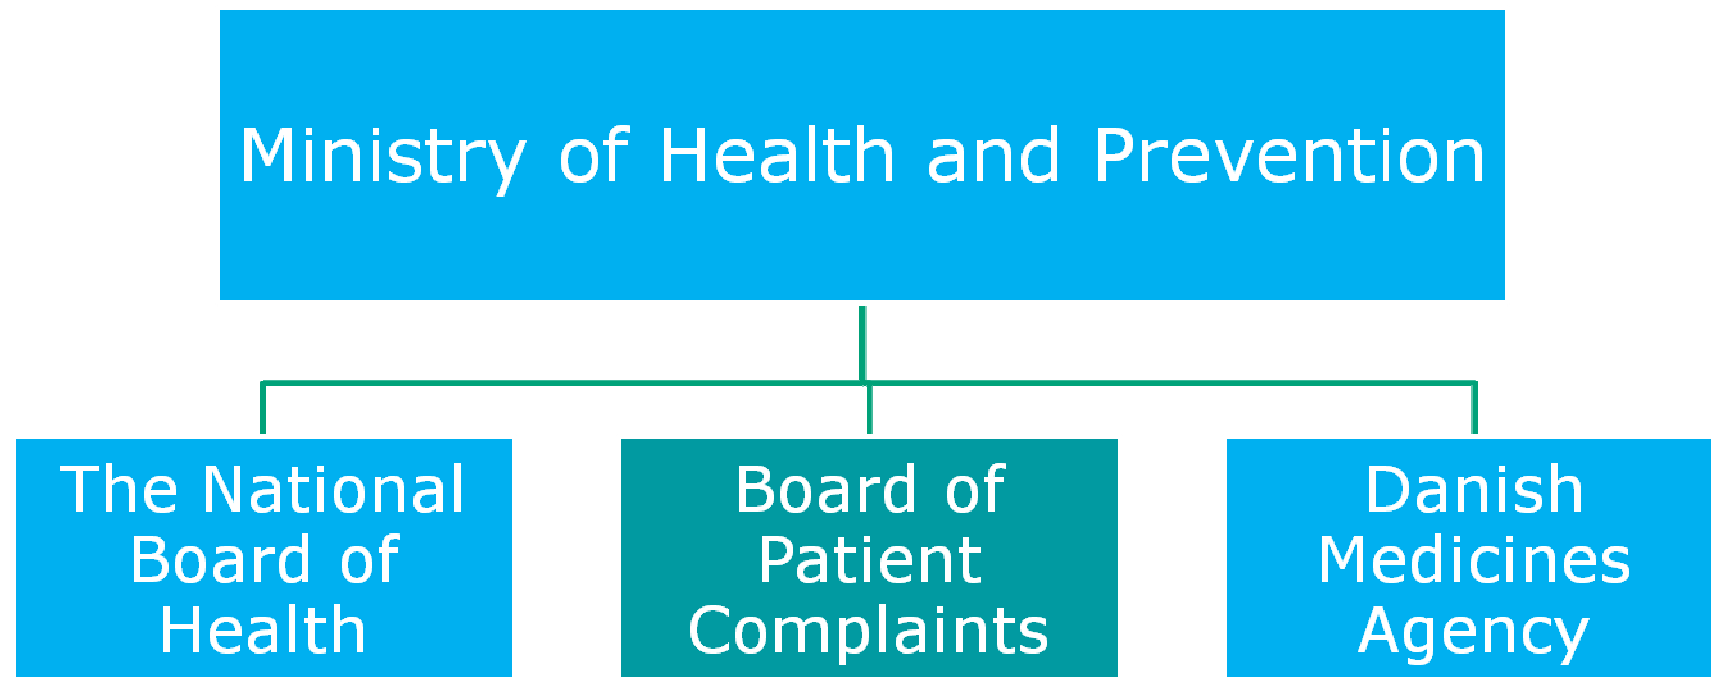 Ministry of Health and Prevention
The National
Board of
Health
Board of
Patient
Complaints
Danish
Medicines
Agency